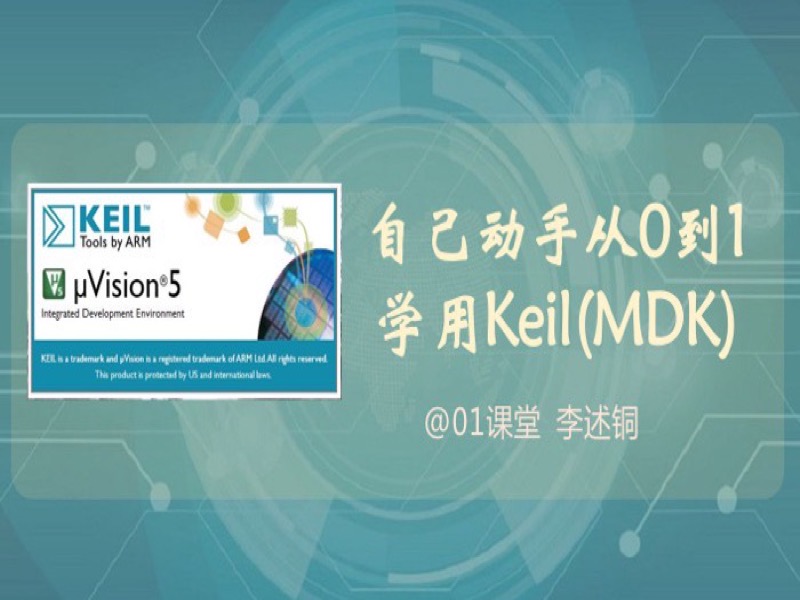 KEIL™
Tools by ARM
µVision®5
Integrated Development Environment
KEIL is a trademark and µVision is a registered trademark of ARM Ltd. All rights reserved.
This product is protected by US and international laws.
自己动手从0到1
学用Keil(MDK)
@01课堂 李述铜